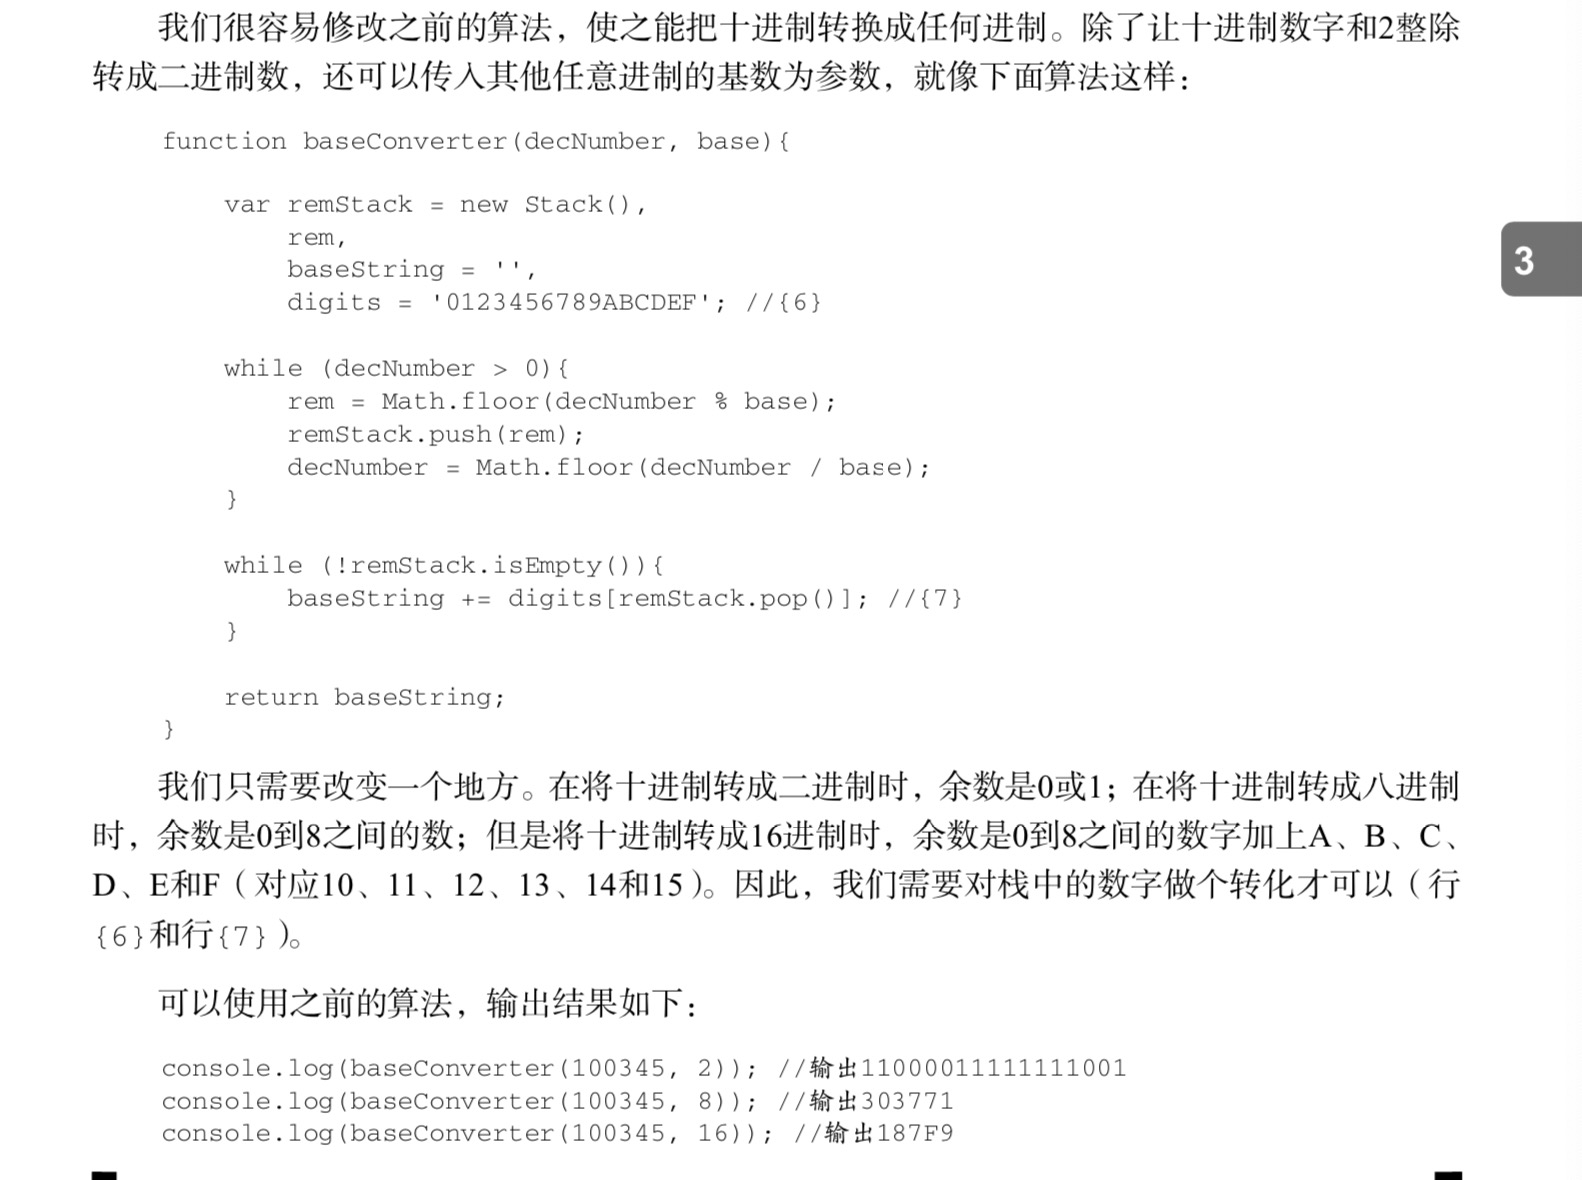 我们很容易修改之前的算法，使之能把十进制转换成任何进制。除了让十进制数字和2整除
转成二进制数，还可以传入其他任意进制的基数为参数，就像下面算法这样：
function baseConverter(decNumber, base){
var remStack = new Stack(),
rem,
baseString = '',
digits = '0123456789ABCDEF'; //{6}
3
while (decNumber > 0){
rem = Math.floor(decNumber % base);
remStack.push(rem);
decNumber = Math.floor(decNumber / base);
}
while (!remStack.isEmpty()){
baseString += digits[remStack.pop()]; //{7}
}
return baseString;
}
我们只需要改变一个地方。在将十进制转成二进制时，余数是0或1；在将十进制转成八进制
时，余数是0到8之间的数；但是将十进制转成16进制时，余数是0到8之间的数字加上A、B、C、
D、E和F（对应10、11、12、13、14和15）。因此，我们需要对栈中的数字做个转化才可以（行
{6}和行{7}）。
可以使用之前的算法，输出结果如下：
console.log(baseConverter(100345, 2)); //输出11000011111111001
console.log(baseConverter(100345, 8)); //输出303771
console.log(baseConverter(100345, 16)); //输出187F9